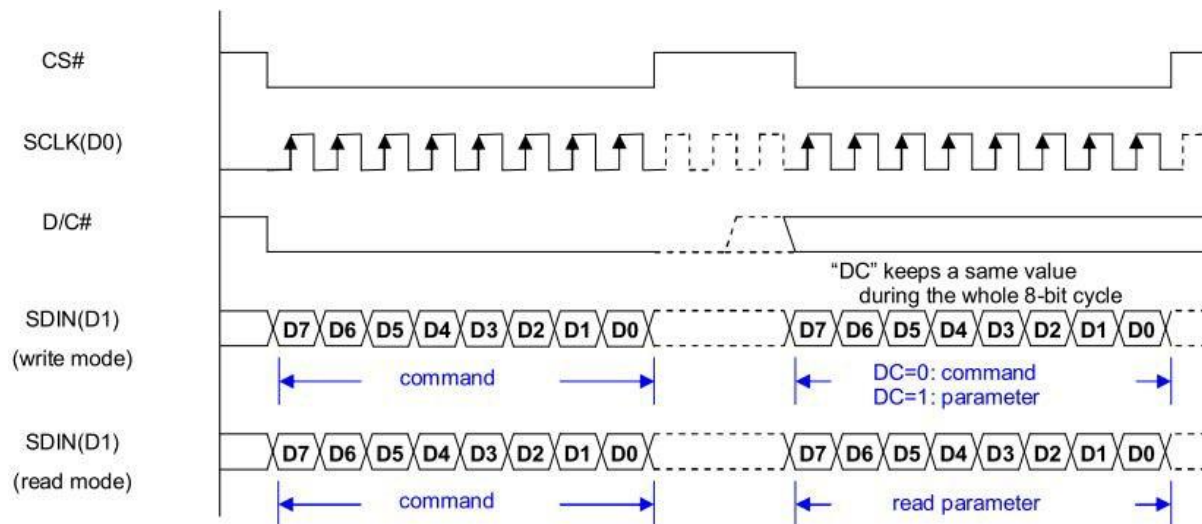 CS#
SCLK(D0)
D/C#
“DC” keeps a same value
during the whole 8-bit cycle
SDIN(D1)
(write mode)
D7 D6 D5 D4 D3 D2 D1 D0 D7 D6 D5 D4 D3 D2 D1 D0
command
DC=0: command
DC=1: parameter
SDIN(D1)
(read mode)
D7 D6 D5 D4 D3 D2 D1 D0 D7 D6 D5 D4 D3 D2 D1 D0
command read parameter